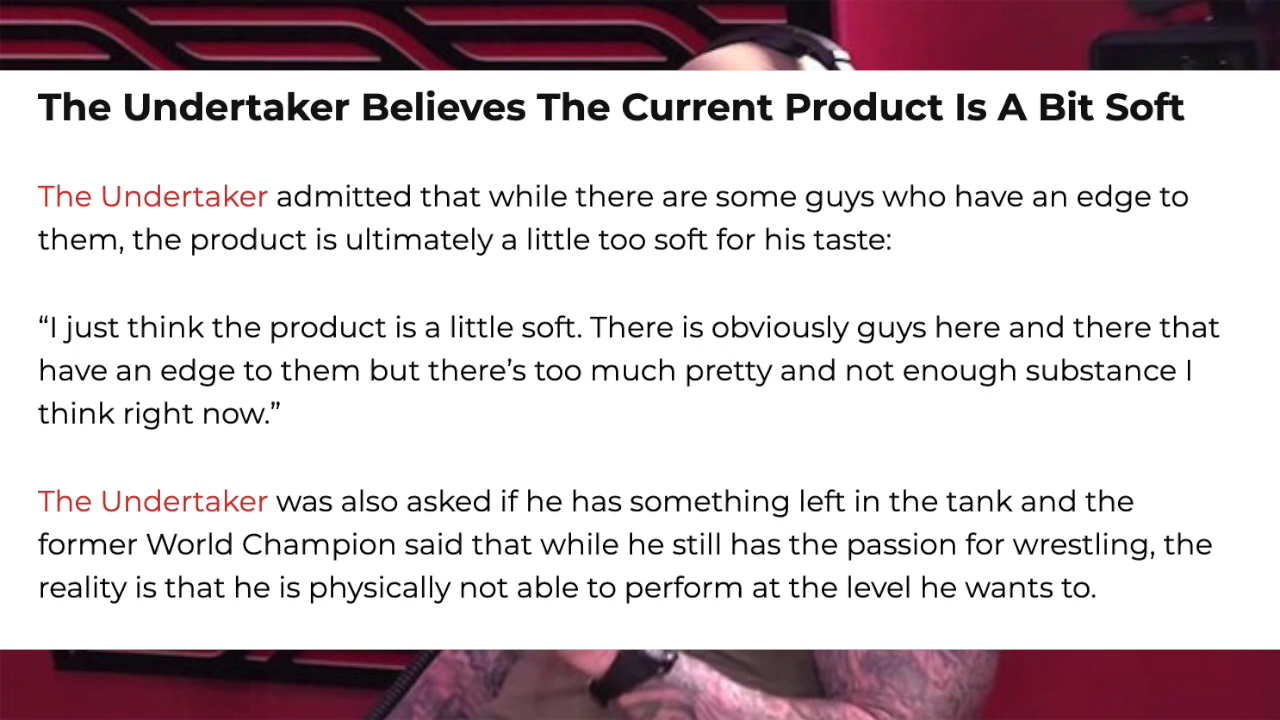 The Undertaker Believes The Current Product Is A Bit Soft
The Undertaker admitted that while there are some guys who have an edge to
them, the product is ultimately a little too soft for his taste:
“I just think the product is a little soft. There is obviously guys here and there that
have an edge to them but there’s too much pretty and not enough substance I
think right now.”
The Undertaker was also asked if he has something left in the tank and the
former World Champion said that while he still has the passion for wrestling, the
reality is that he is physically not able to perform at the level he wants to.